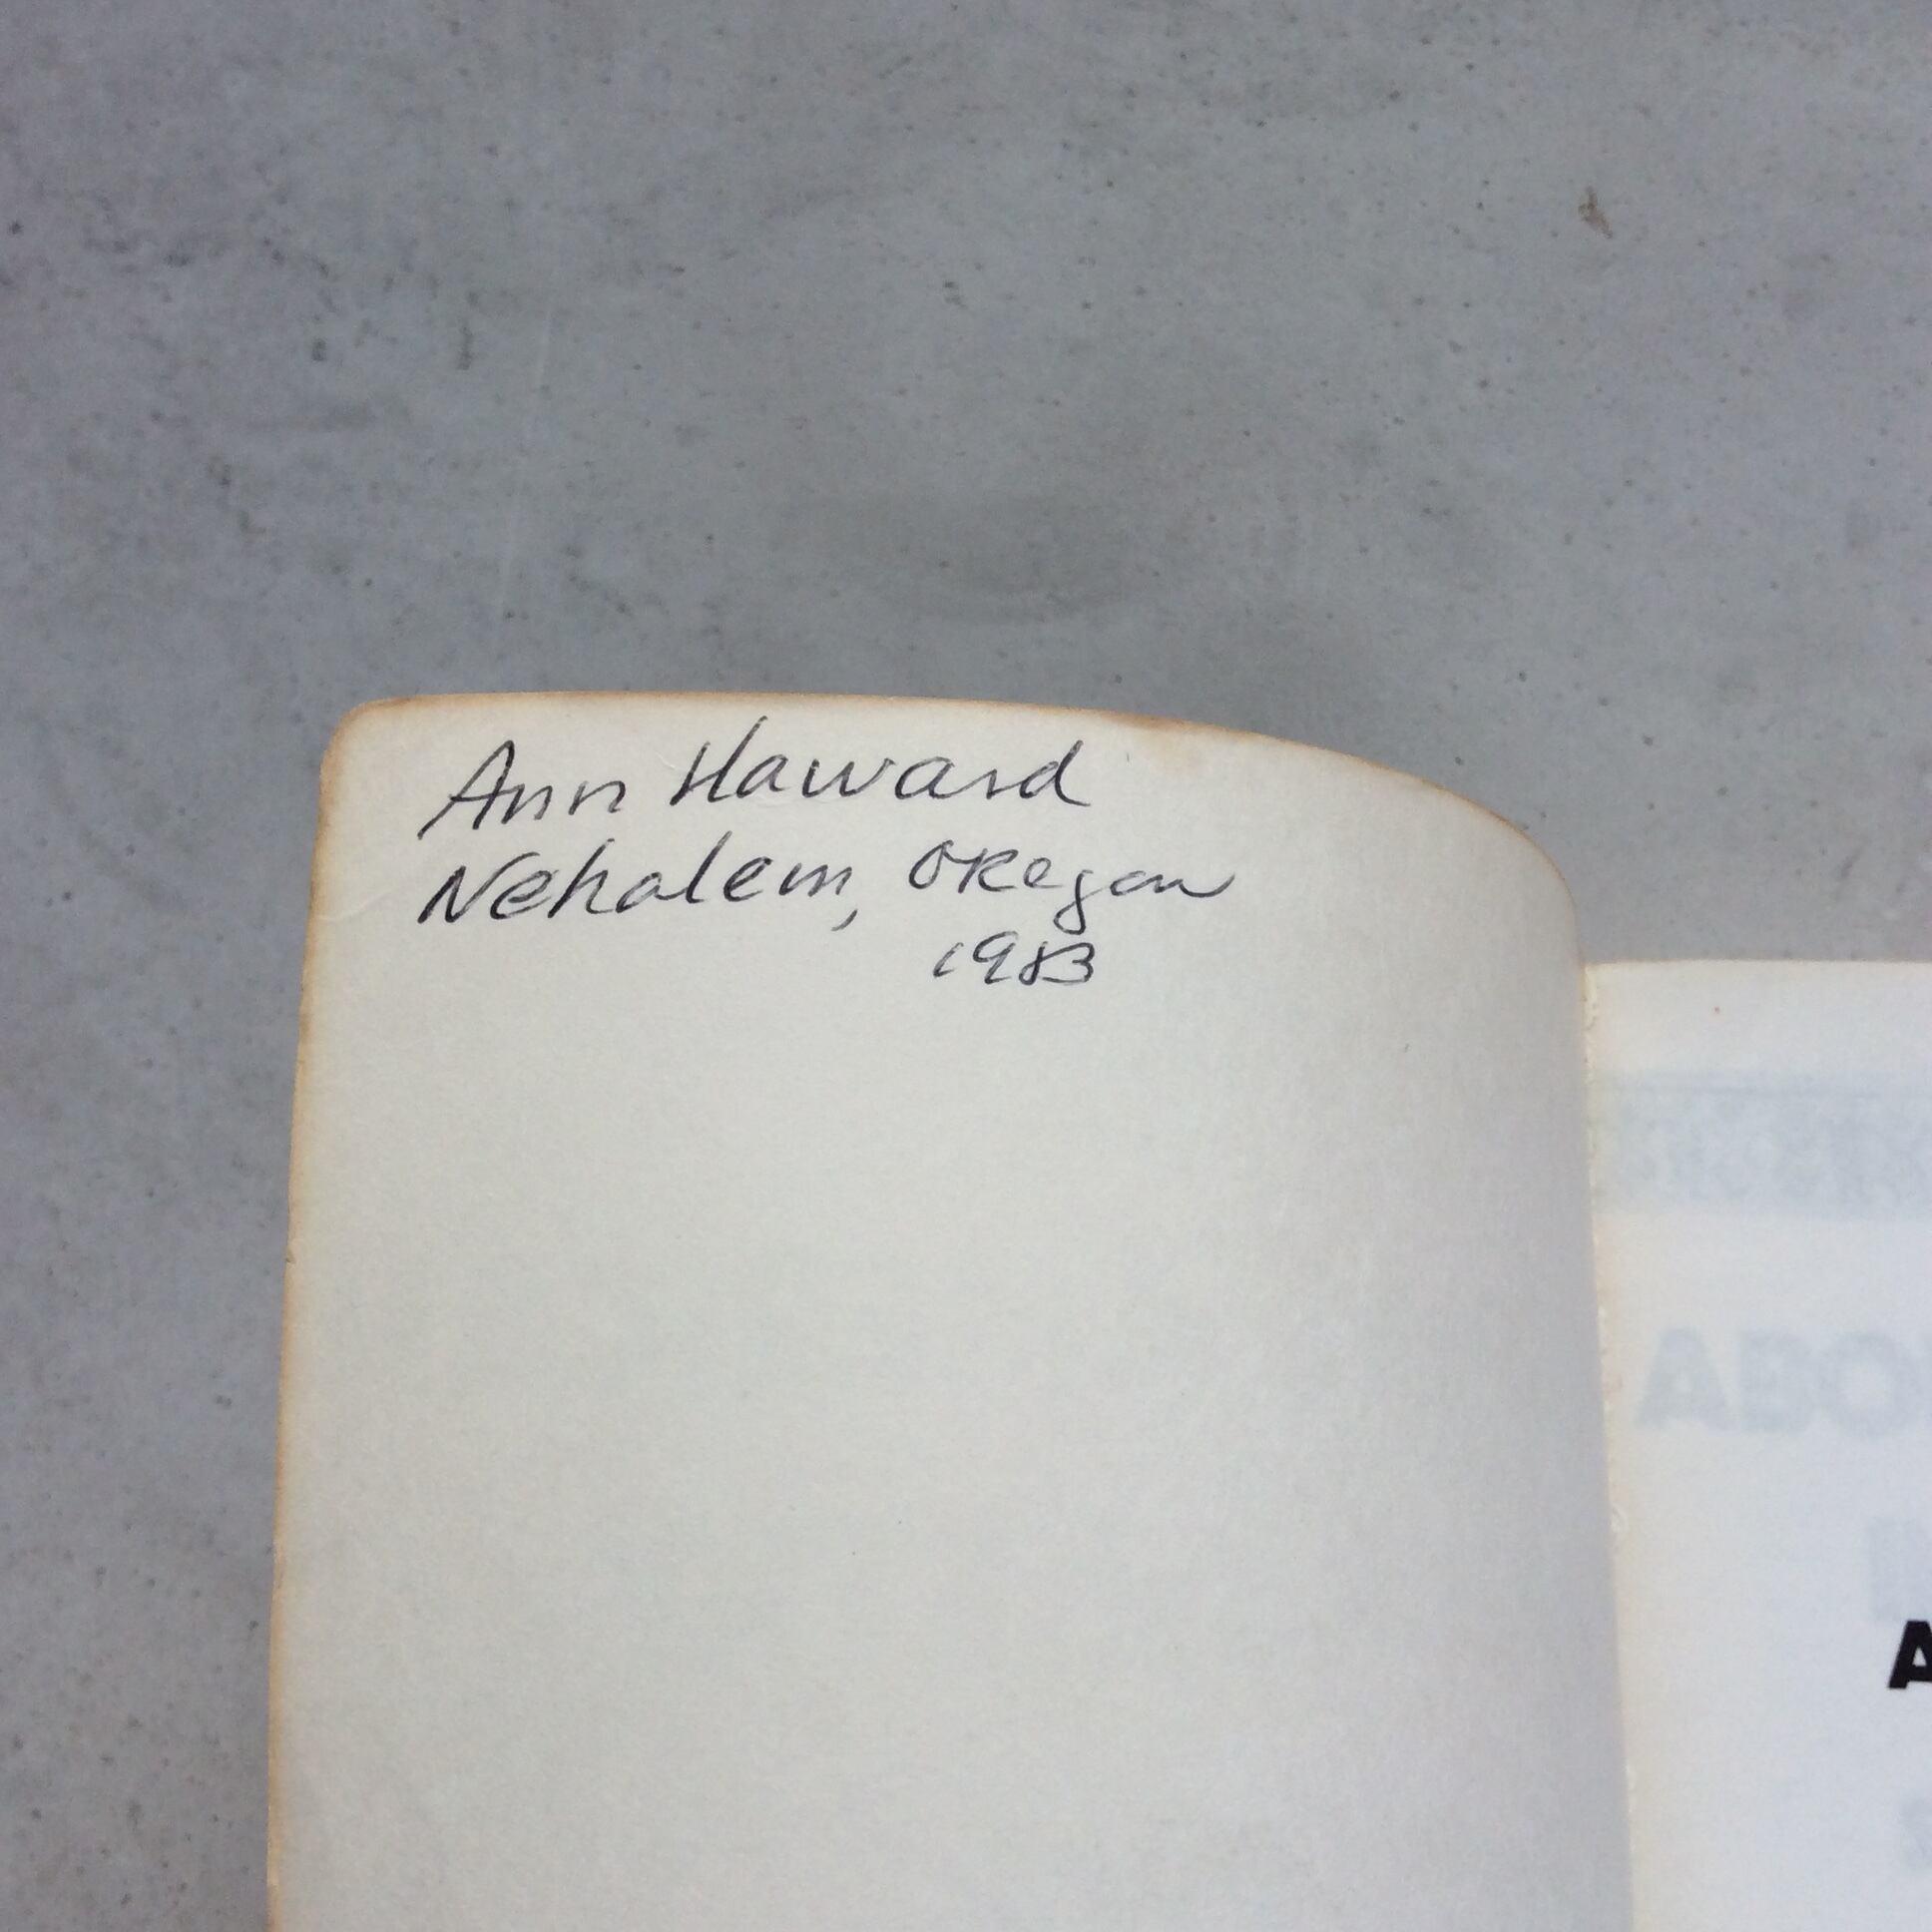 Ann Haward
Nehalem, Oregon
1983
A